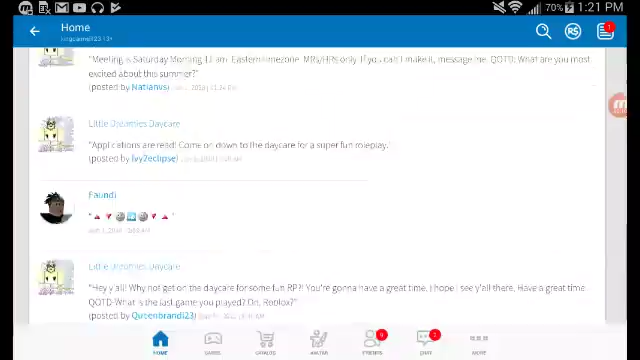 70% 1:21 PM
Home
R$
1
"Meeting is Saturday Morning 11 am Eastern timezone. MRs/HRs only. If you can't make it, message me. QOTD: What are you most
excited about this summer?"
(posted by Natianvs)
Little Dreamies Daycare
"Applications are read! Come on down to the daycare for a super fun roleplay."
(posted by Ivy2eclipse)
Faundi
Little Dreamies Daycare
"Hey y'all! Why not get on the daycare for some fun RP?! You're gonna have a great time. I hope I see y'all there. Have a great time.
QOTD-What is the last game you played? On, Roblox?"
(posted by Queenbrandi23)
HOME GAMES CATALOG AVATAR FRIENDS CHAT MORE